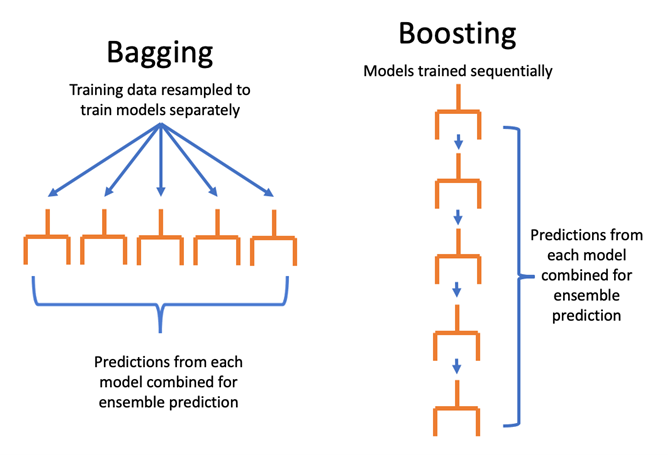 Bagging
Training data resampled to
train models separately
Predictions from each
model combined for
ensemble prediction
Boosting
Models trained sequentially
Predictions from
each model
combined for
ensemble
prediction